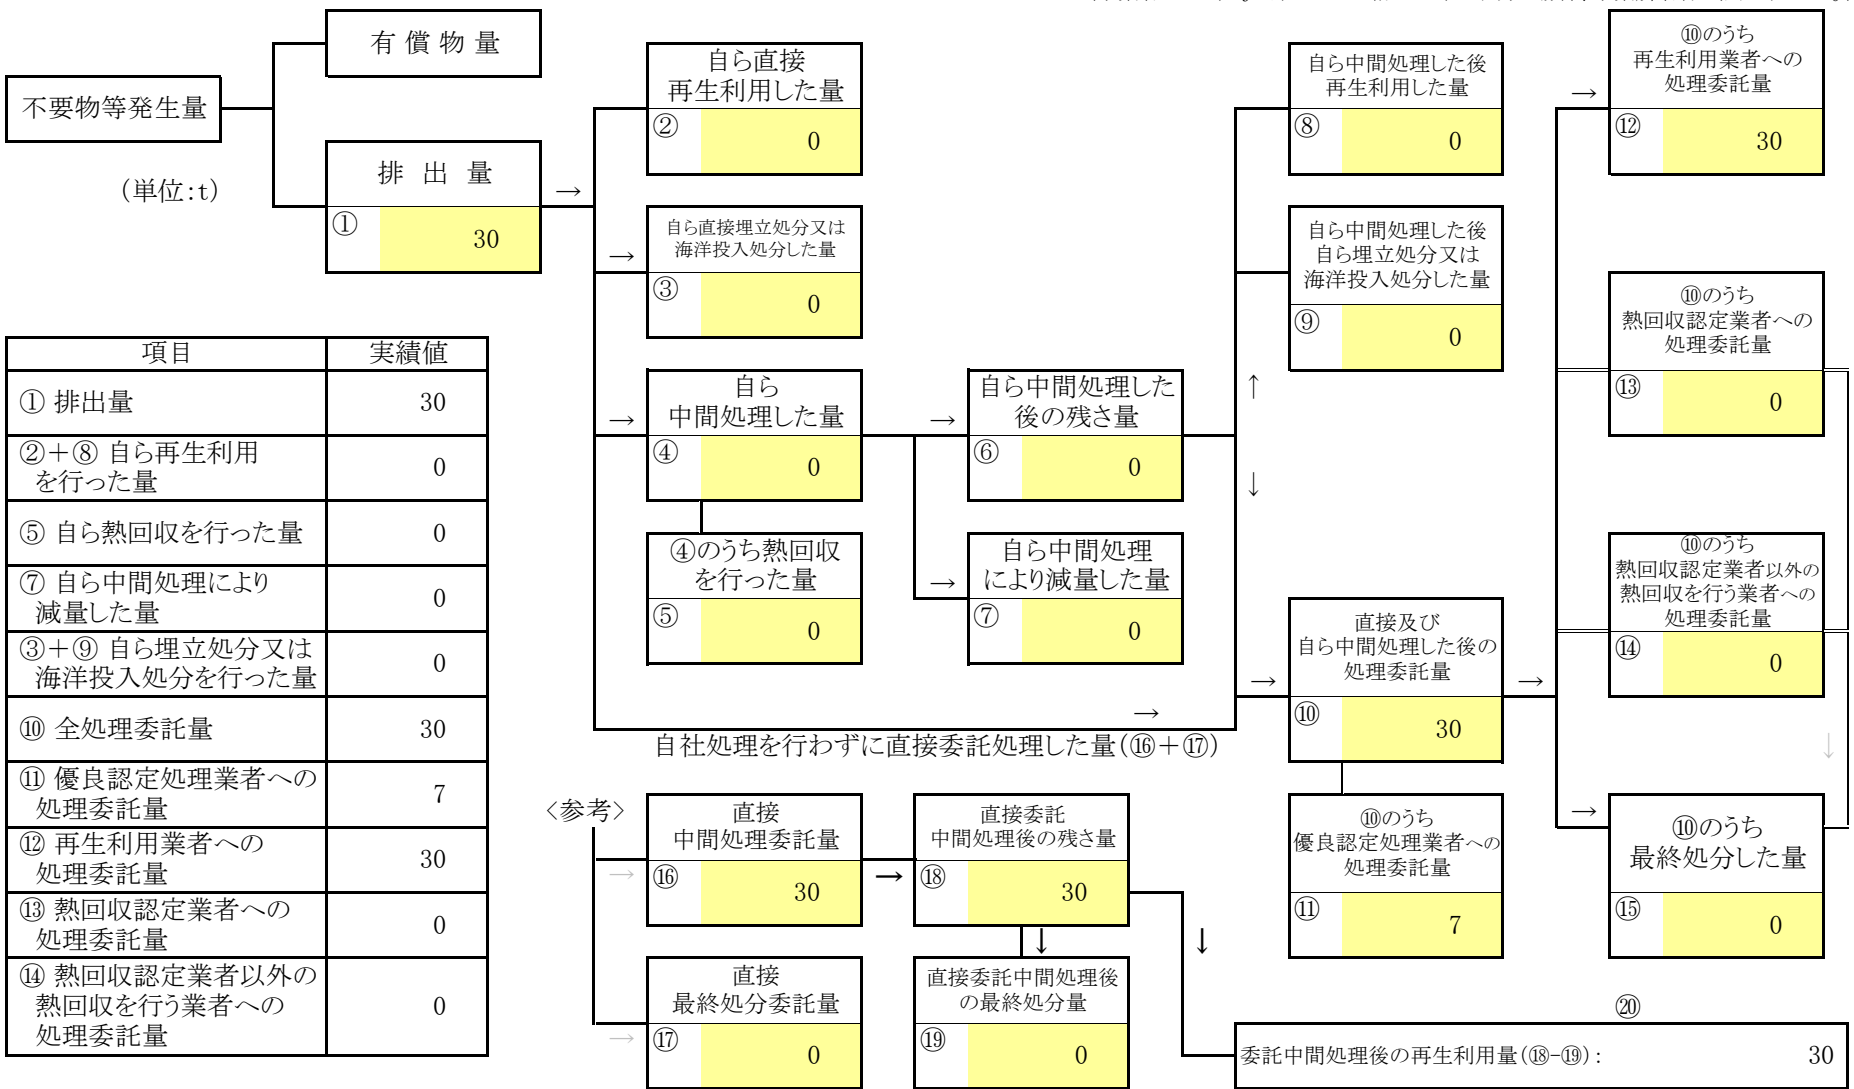 有 償 物 量
不要物等発生量
(単位:t)
排 出 量
→
① 30
自ら直接
再生利用した量
② 0
→
自ら直接埋立処分又は
海洋投入処分した量
③ 0
→
自ら
中間処理した量
④ 0
④のうち熱回収
を行った量
⑤ 0
→
自ら中間処理した
後の残さ量
⑥ 0
→
自ら中間処理
により減量した量
⑦ 0
自ら中間処理した後
再生利用した量
⑧ 0
自ら中間処理した後
自ら埋立処分又は
海洋投入処分した量
⑨ 0
↑
↓
→
直接及び
自ら中間処理した後の
処理委託量
⑩ 30
→
⑩のうち
優良認定処理業者への
処理委託量
⑪ 7
→
⑩のうち
再生利用業者への
処理委託量
⑫ 30
⑩のうち
熱回収認定業者への
処理委託量
⑬ 0
⑩のうち
熱回収認定業者以外の
熱回収を行う業者への
処理委託量
⑭ 0
↓
→
⑩のうち
最終処分した量
⑮ 0
→
自社処理を行わずに直接委託処理した量(⑯+⑰)
項目 実績値
① 排出量 30
②+⑧ 自ら再生利用
を行った量 0
⑤ 自ら熱回収を行った量 0
⑦ 自ら中間処理により
減量した量 0
③+⑨ 自ら埋立処分又は
海洋投入処分を行った量 0
⑩ 全処理委託量 30
⑪ 優良認定処理業者への
処理委託量 7
⑫ 再生利用業者への
処理委託量 30
⑬ 熱回収認定業者への
処理委託量 0
⑭ 熱回収認定業者以外の
熱回収を行う業者への
処理委託量 0
<参考>
→
直接
中間処理委託量
⑯ 30
→
直接委託
中間処理後の残さ量
⑱ 30
↓
↓
→
直接
最終処分委託量
⑰ 0
直接委託中間処理後
の最終処分量
⑲ 0
⑳
委託中間処理後の再生利用量(⑱-⑲): 30